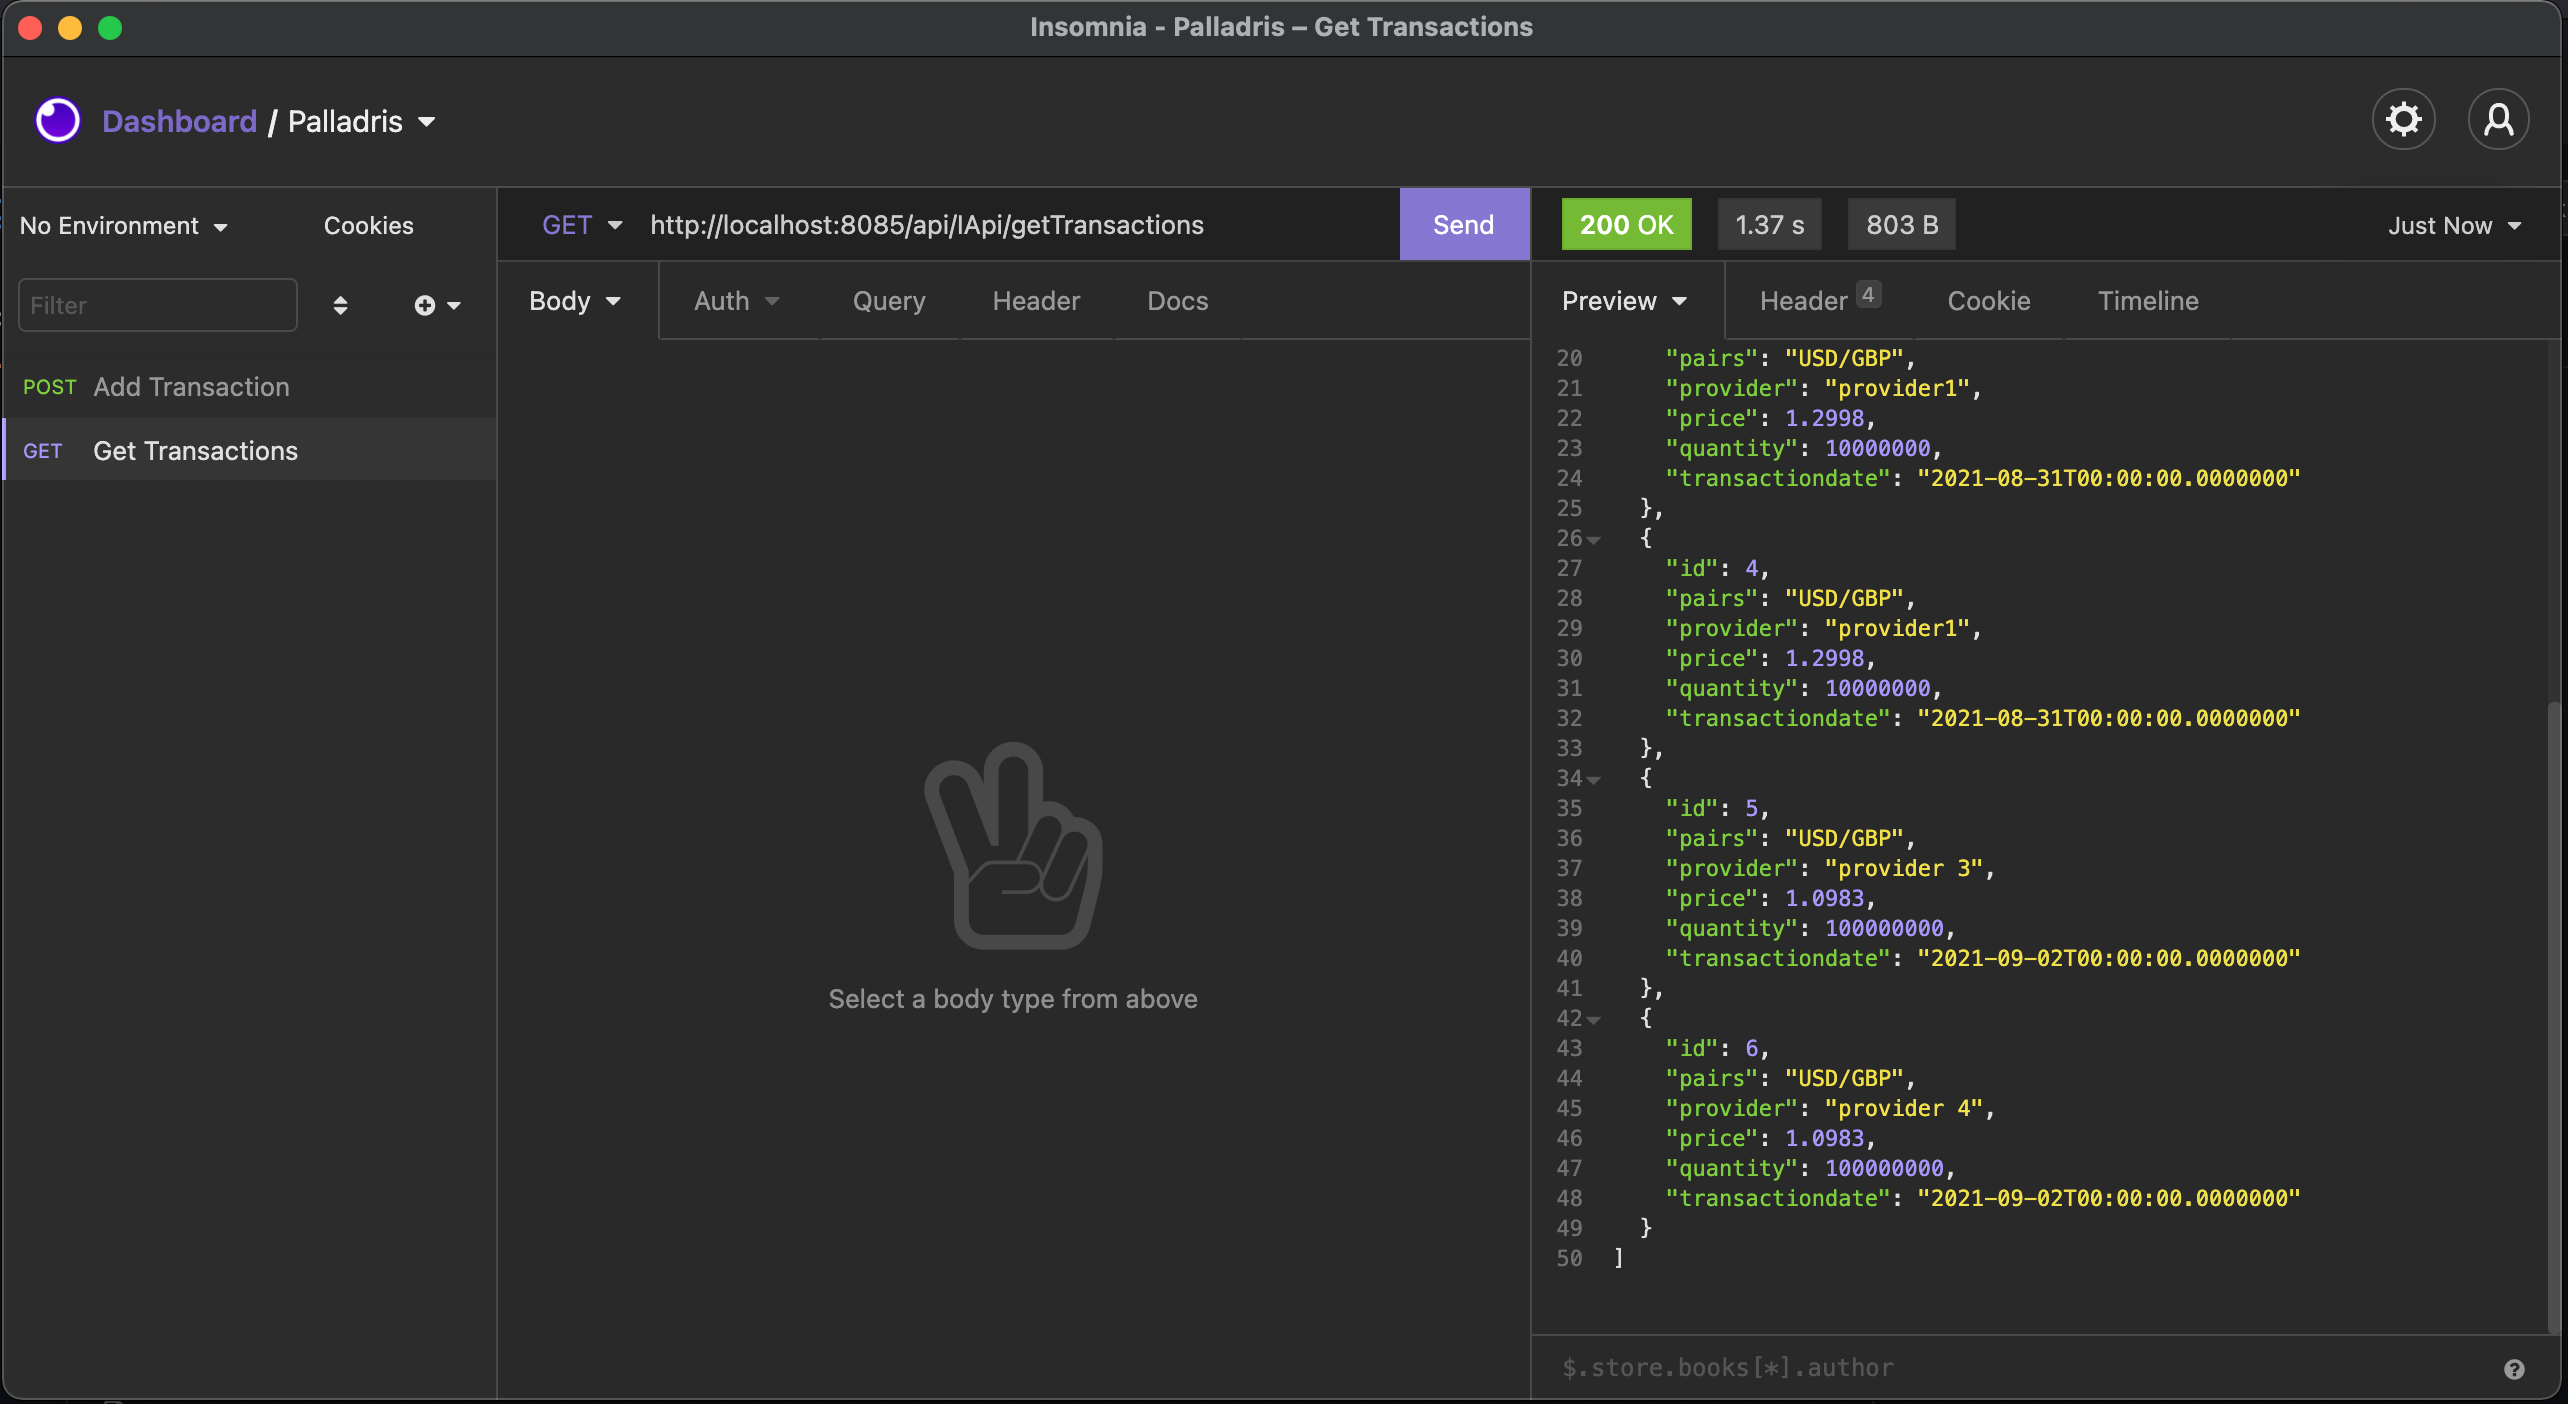 Insomnia - Palladris – Get Transactions
Dashboard / Palladris
No Environment
Cookies
Filter
POST Add Transaction
GET Get Transactions
GET http://localhost:8085/api/IApi/getTransactions
Send
Body
Auth
Query
Header
Docs
Select a body type from above
200 OK
1.37 s
803 B
Just Now
Preview
Header 4
Cookie
Timeline
20 "pairs": "USD/GBP",
21 "provider": "provider1",
22 "price": 1.2998,
23 "quantity": 10000000,
24 "transactiondate": "2021-08-31T00:00:00.0000000"
25 },
26 {
27 "id": 4,
28 "pairs": "USD/GBP",
29 "provider": "provider1",
30 "price": 1.2998,
31 "quantity": 10000000,
32 "transactiondate": "2021-08-31T00:00:00.0000000"
33 },
34 {
35 "id": 5,
36 "pairs": "USD/GBP",
37 "provider": "provider 3",
38 "price": 1.0983,
39 "quantity": 100000000,
40 "transactiondate": "2021-09-02T00:00:00.0000000"
41 },
42 {
43 "id": 6,
44 "pairs": "USD/GBP",
45 "provider": "provider 4",
46 "price": 1.0983,
47 "quantity": 100000000,
48 "transactiondate": "2021-09-02T00:00:00.0000000"
49 }
50 ]
$.store.books[*].author